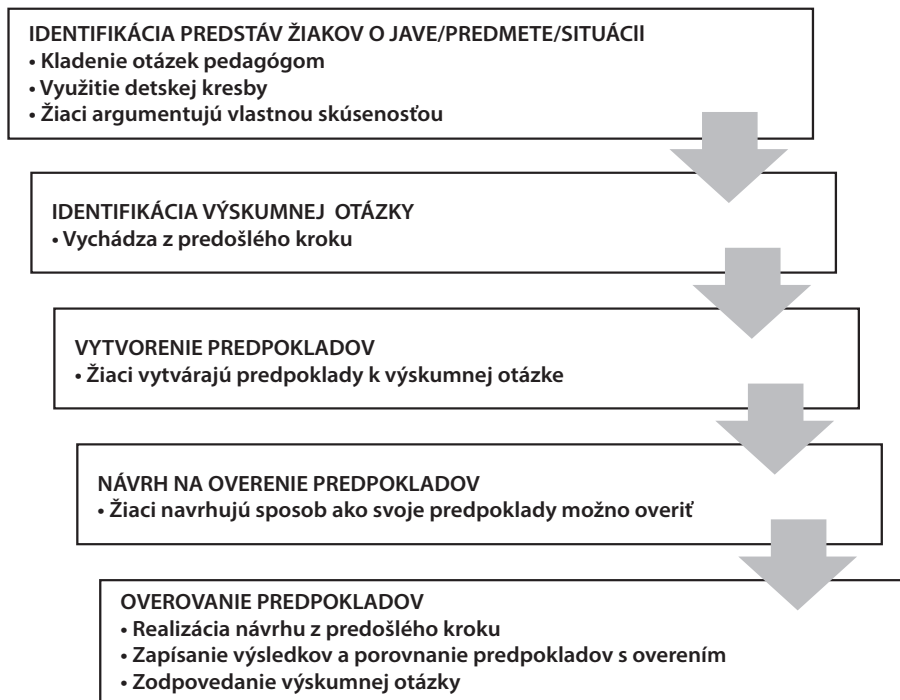 IDENTIFIKÁCIA PREDSTÁV ŽIAKOV O JAVE/PREDMETE/SITUÁCII
• Kladenie otázek pedagógom
• Využitie detskej kresby
• Žiaci argumentujú vlastnou skúsenosťou
IDENTIFIKÁCIA VÝSKUMNEJ OTÁZKY
• Vychádza z predošlého kroku
VYTVORENIE PREDPOKLADOV
• Žiaci vytvárajú predpoklady k výskumnej otázke
NÁVRH NA OVERENIE PREDPOKLADOV
• Žiaci navrhujú sposob ako svoje predpoklady možno overiť
OVEROVANIE PREDPOKLADOV
• Realizácia návrhu z predošlého kroku
• Zapísanie výsledkov a porovnanie predpokladov s overením
• Zodpovedanie výskumnej otázky